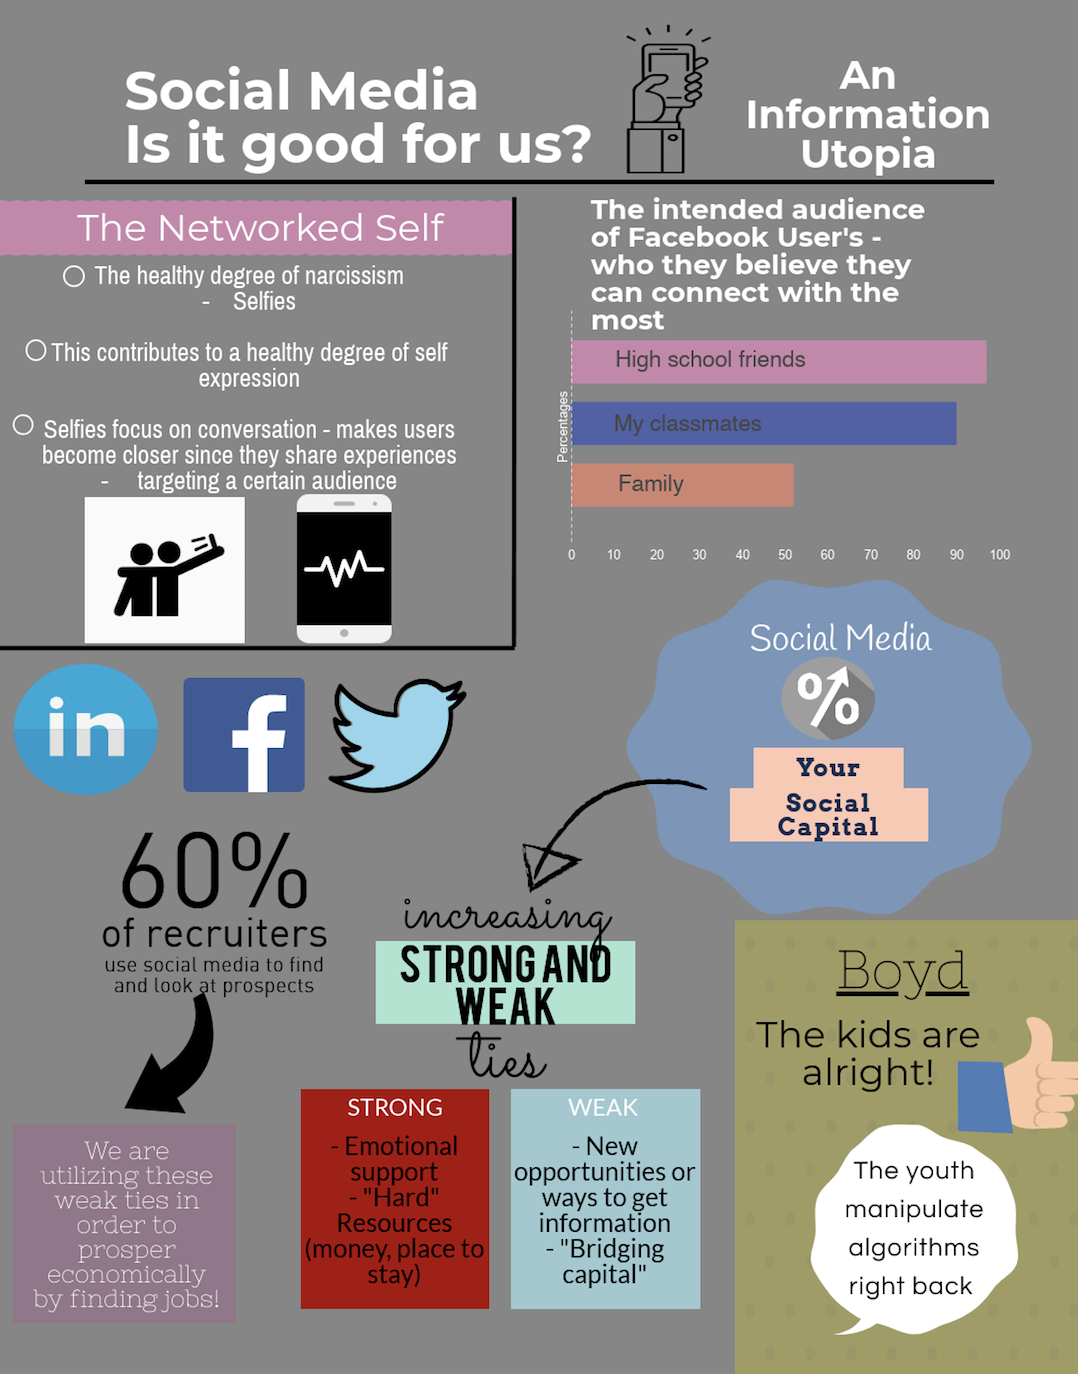 Social Media
Is it good for us?
An
Information
Utopia
The Networked Self
The healthy degree of narcissism
- Selfies
This contributes to a healthy degree of self
expression
Selfies focus on conversation - makes users
become closer since they share experiences
- targeting a certain audience
The intended audience
of Facebook User's -
who they believe they
can connect with the
most
Percentages
High school friends
My classmates
Family
0 10 20 30 40 50 60 70 80 90 100
in
f
Social Media
%
Your
Social
Capital
60%
of recruiters
use social media to find
and look at prospects
We are
utilizing these
weak ties in
order to
prosper
economically
by finding jobs!
increasing
STRONG AND
WEAK
ties
STRONG
- Emotional
support
- "Hard"
Resources
(money, place to
stay)
WEAK
- New
opportunities or
ways to get
information
- "Bridging
capital"
Boyd
The kids are
alright!
The youth
manipulate
algorithms
right back